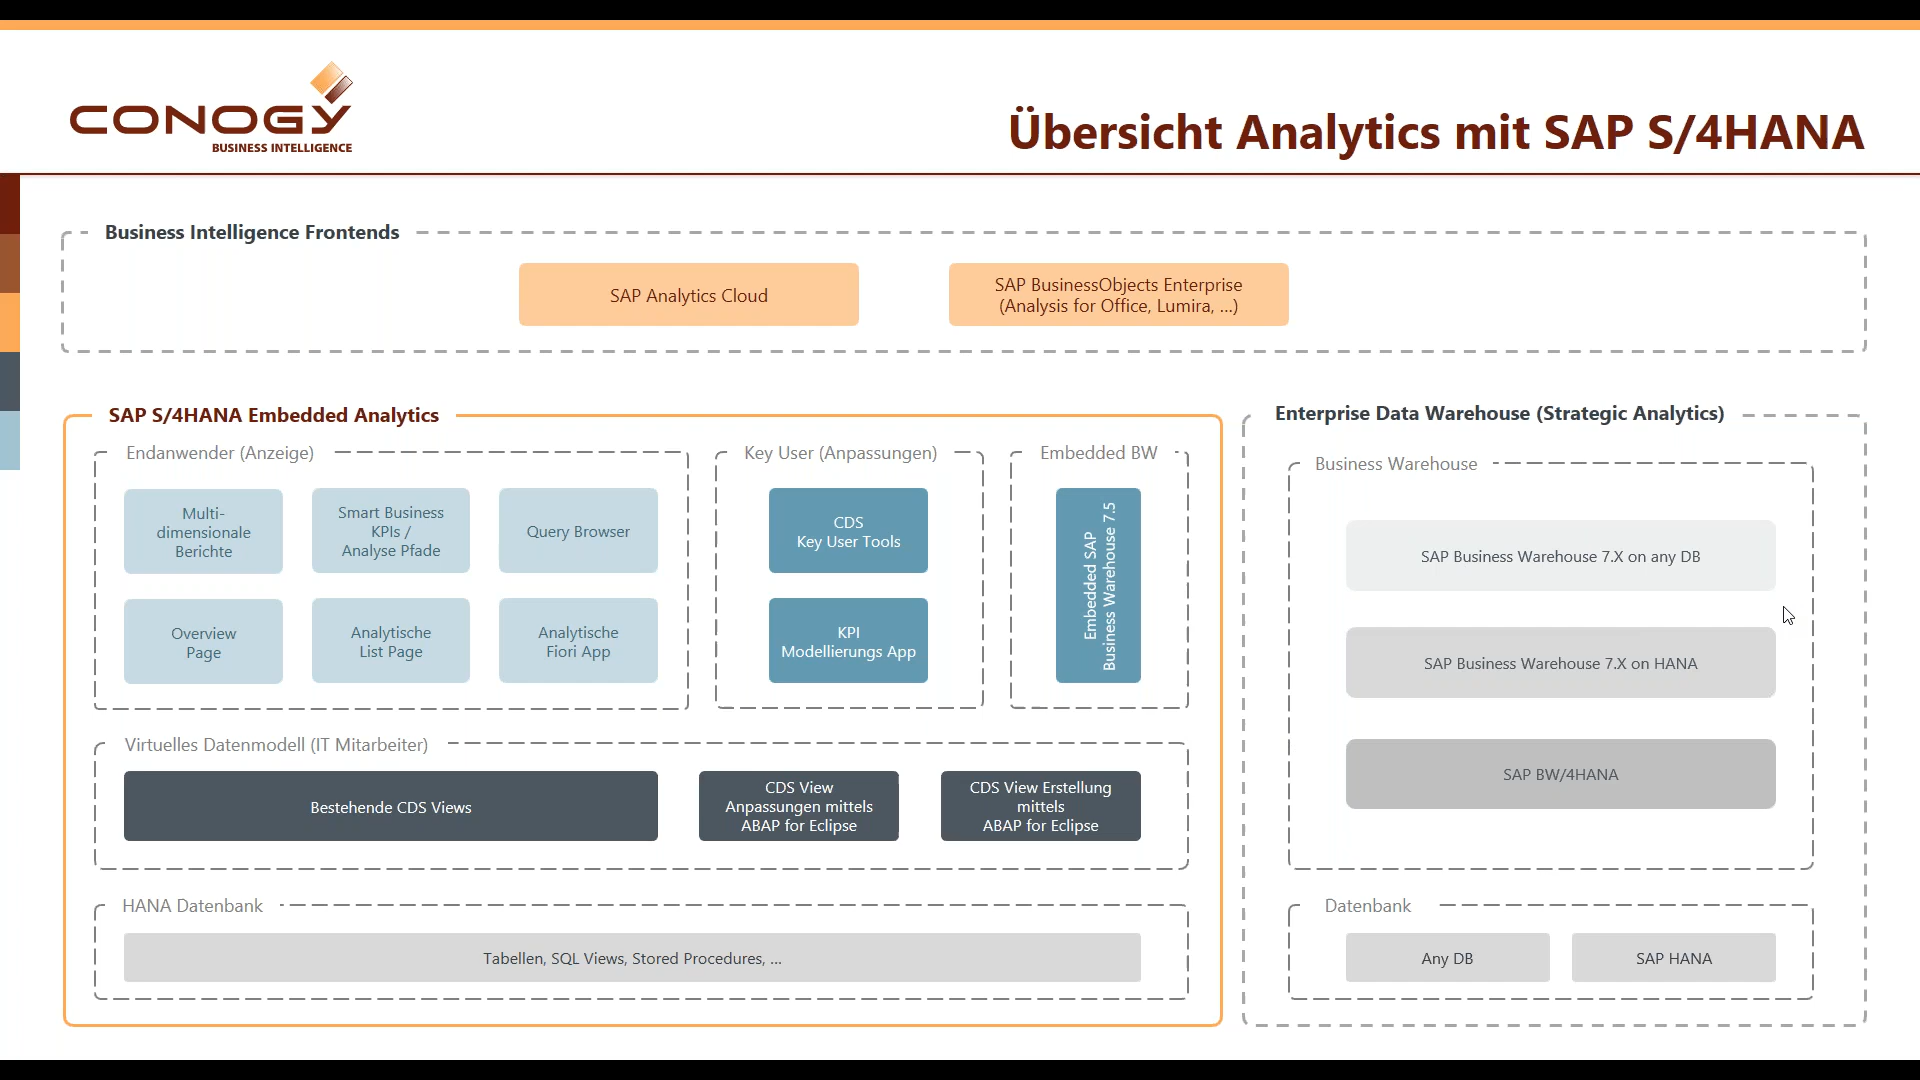 CONOGY
BUSINESS INTELLIGENCE
Übersicht Analytics mit SAP S/4HANA
Business Intelligence Frontends
SAP Analytics Cloud
SAP BusinessObjects Enterprise
(Analysis for Office, Lumira, ...)
SAP S/4HANA Embedded Analytics
Endanwender (Anzeige)
Multi-
dimensionale
Berichte
Smart Business
KPIs /
Analyse Pfade
Query Browser
Overview
Page
Analytische
List Page
Analytische
Fiori App
Key User (Anpassungen)
CDS
Key User Tools
KPI
Modellierungs App
Embedded BW
Embedded SAP
Business Warehouse 7.5
Virtuelles Datenmodell (IT Mitarbeiter)
Bestehende CDS Views
CDS View
Anpassungen mittels
ABAP for Eclipse
CDS View Erstellung
mittels
ABAP for Eclipse
HANA Datenbank
Tabellen, SQL Views, Stored Procedures, ...
Enterprise Data Warehouse (Strategic Analytics)
Business Warehouse
SAP Business Warehouse 7.X on any DB
SAP Business Warehouse 7.X on HANA
SAP BW/4HANA
Datenbank
Any DB
SAP HANA